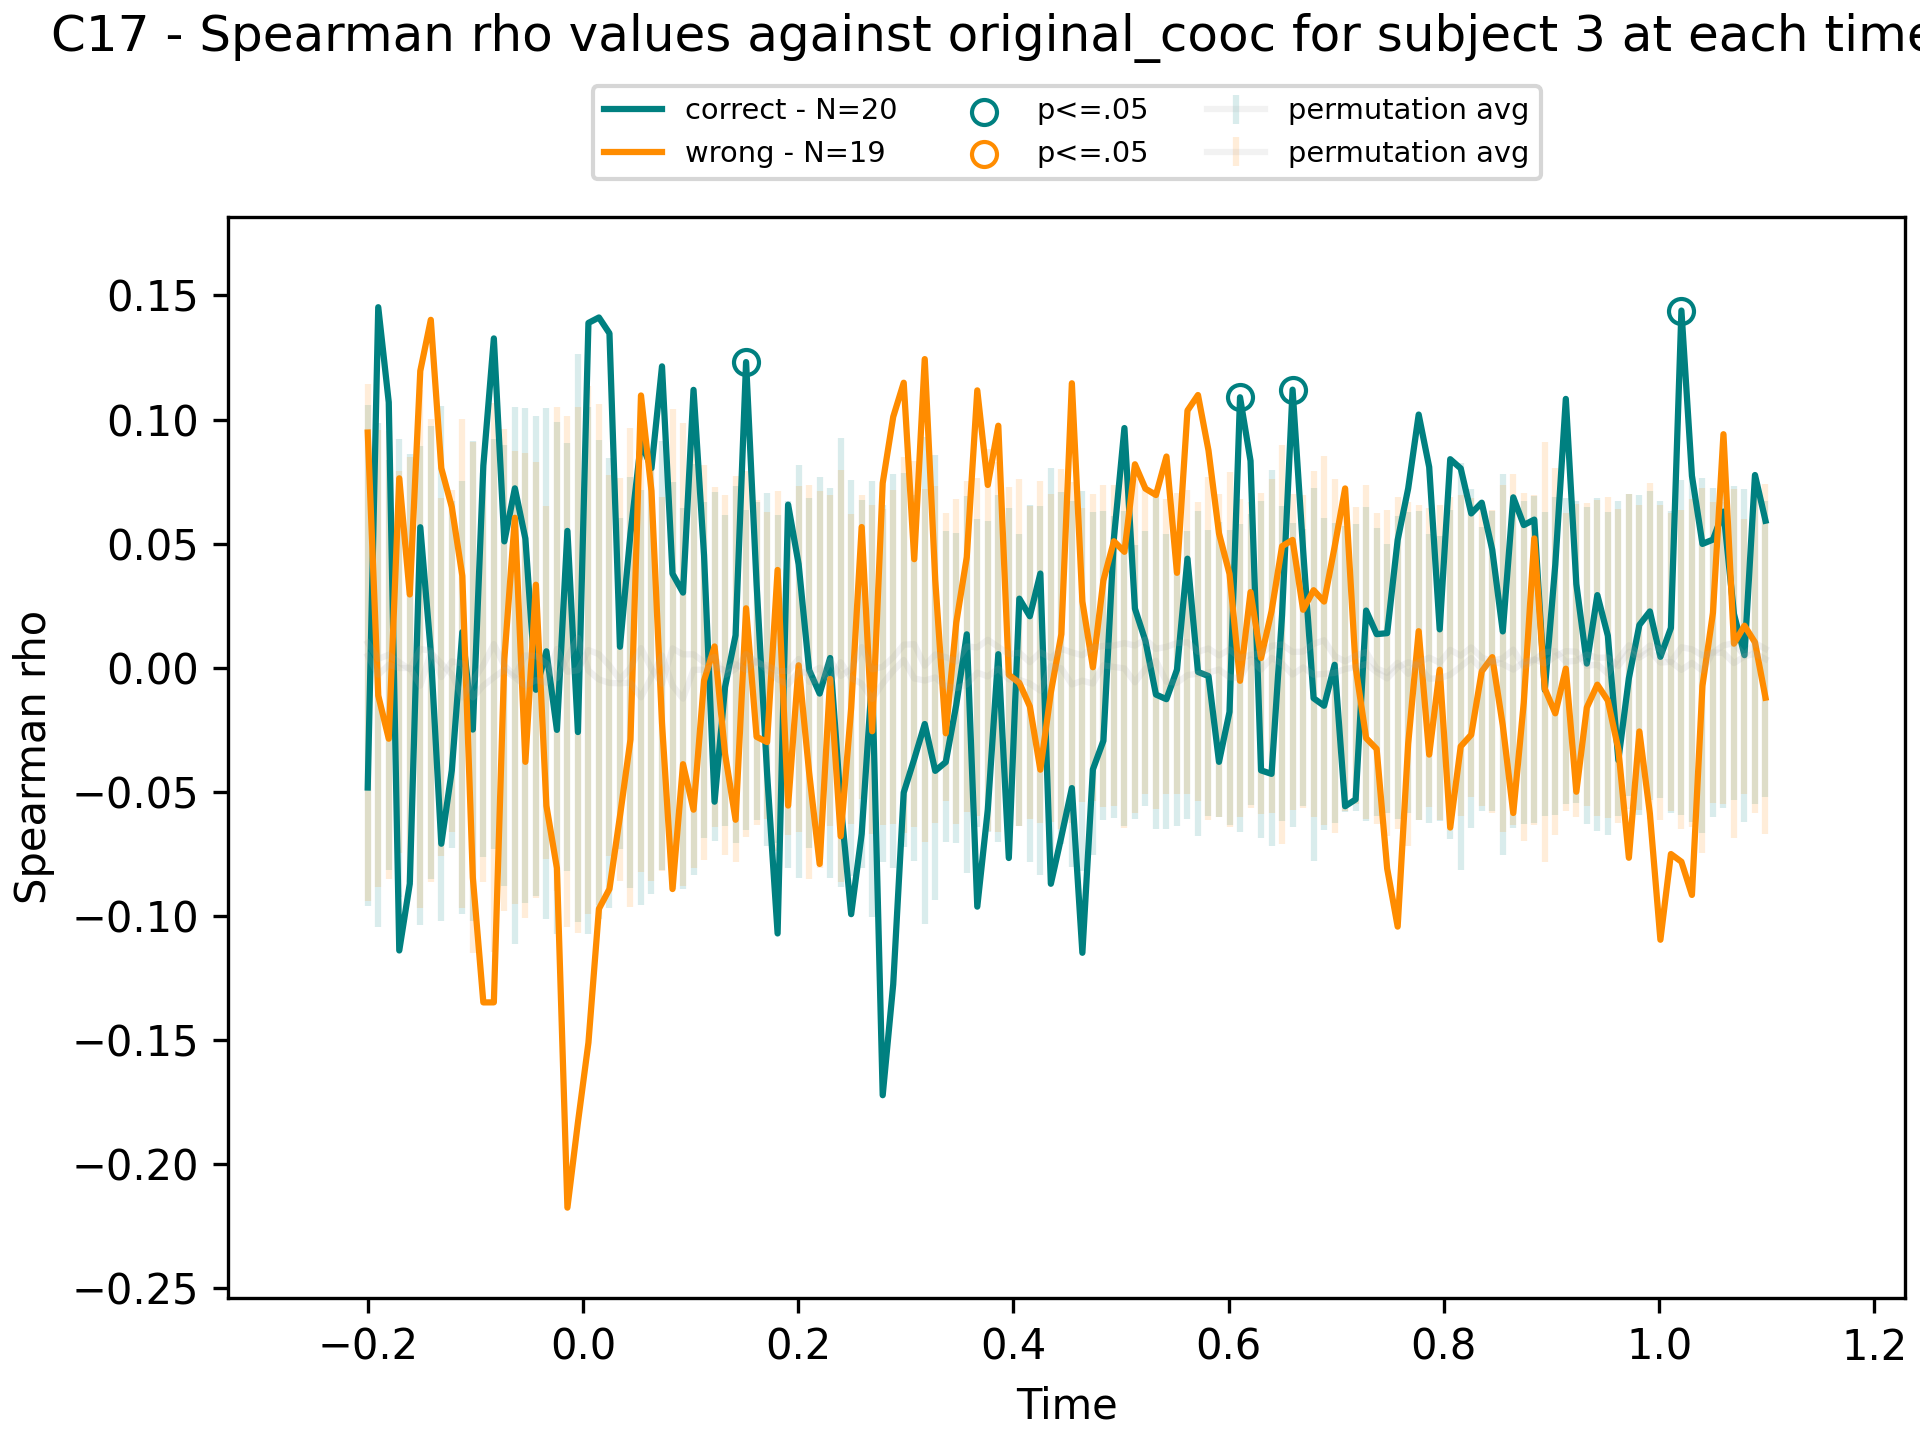 C17 - Spearman rho values against original_cooc for subject 3 at each time
correct - N=20
wrong - N=19
p<=.05
p<=.05
permutation avg
permutation avg
Spearman rho
0.15
0.10
0.05
0.00
−0.05
−0.10
−0.15
−0.20
−0.25
−0.2 0.0 0.2 0.4 0.6 0.8 1.0 1.2
Time